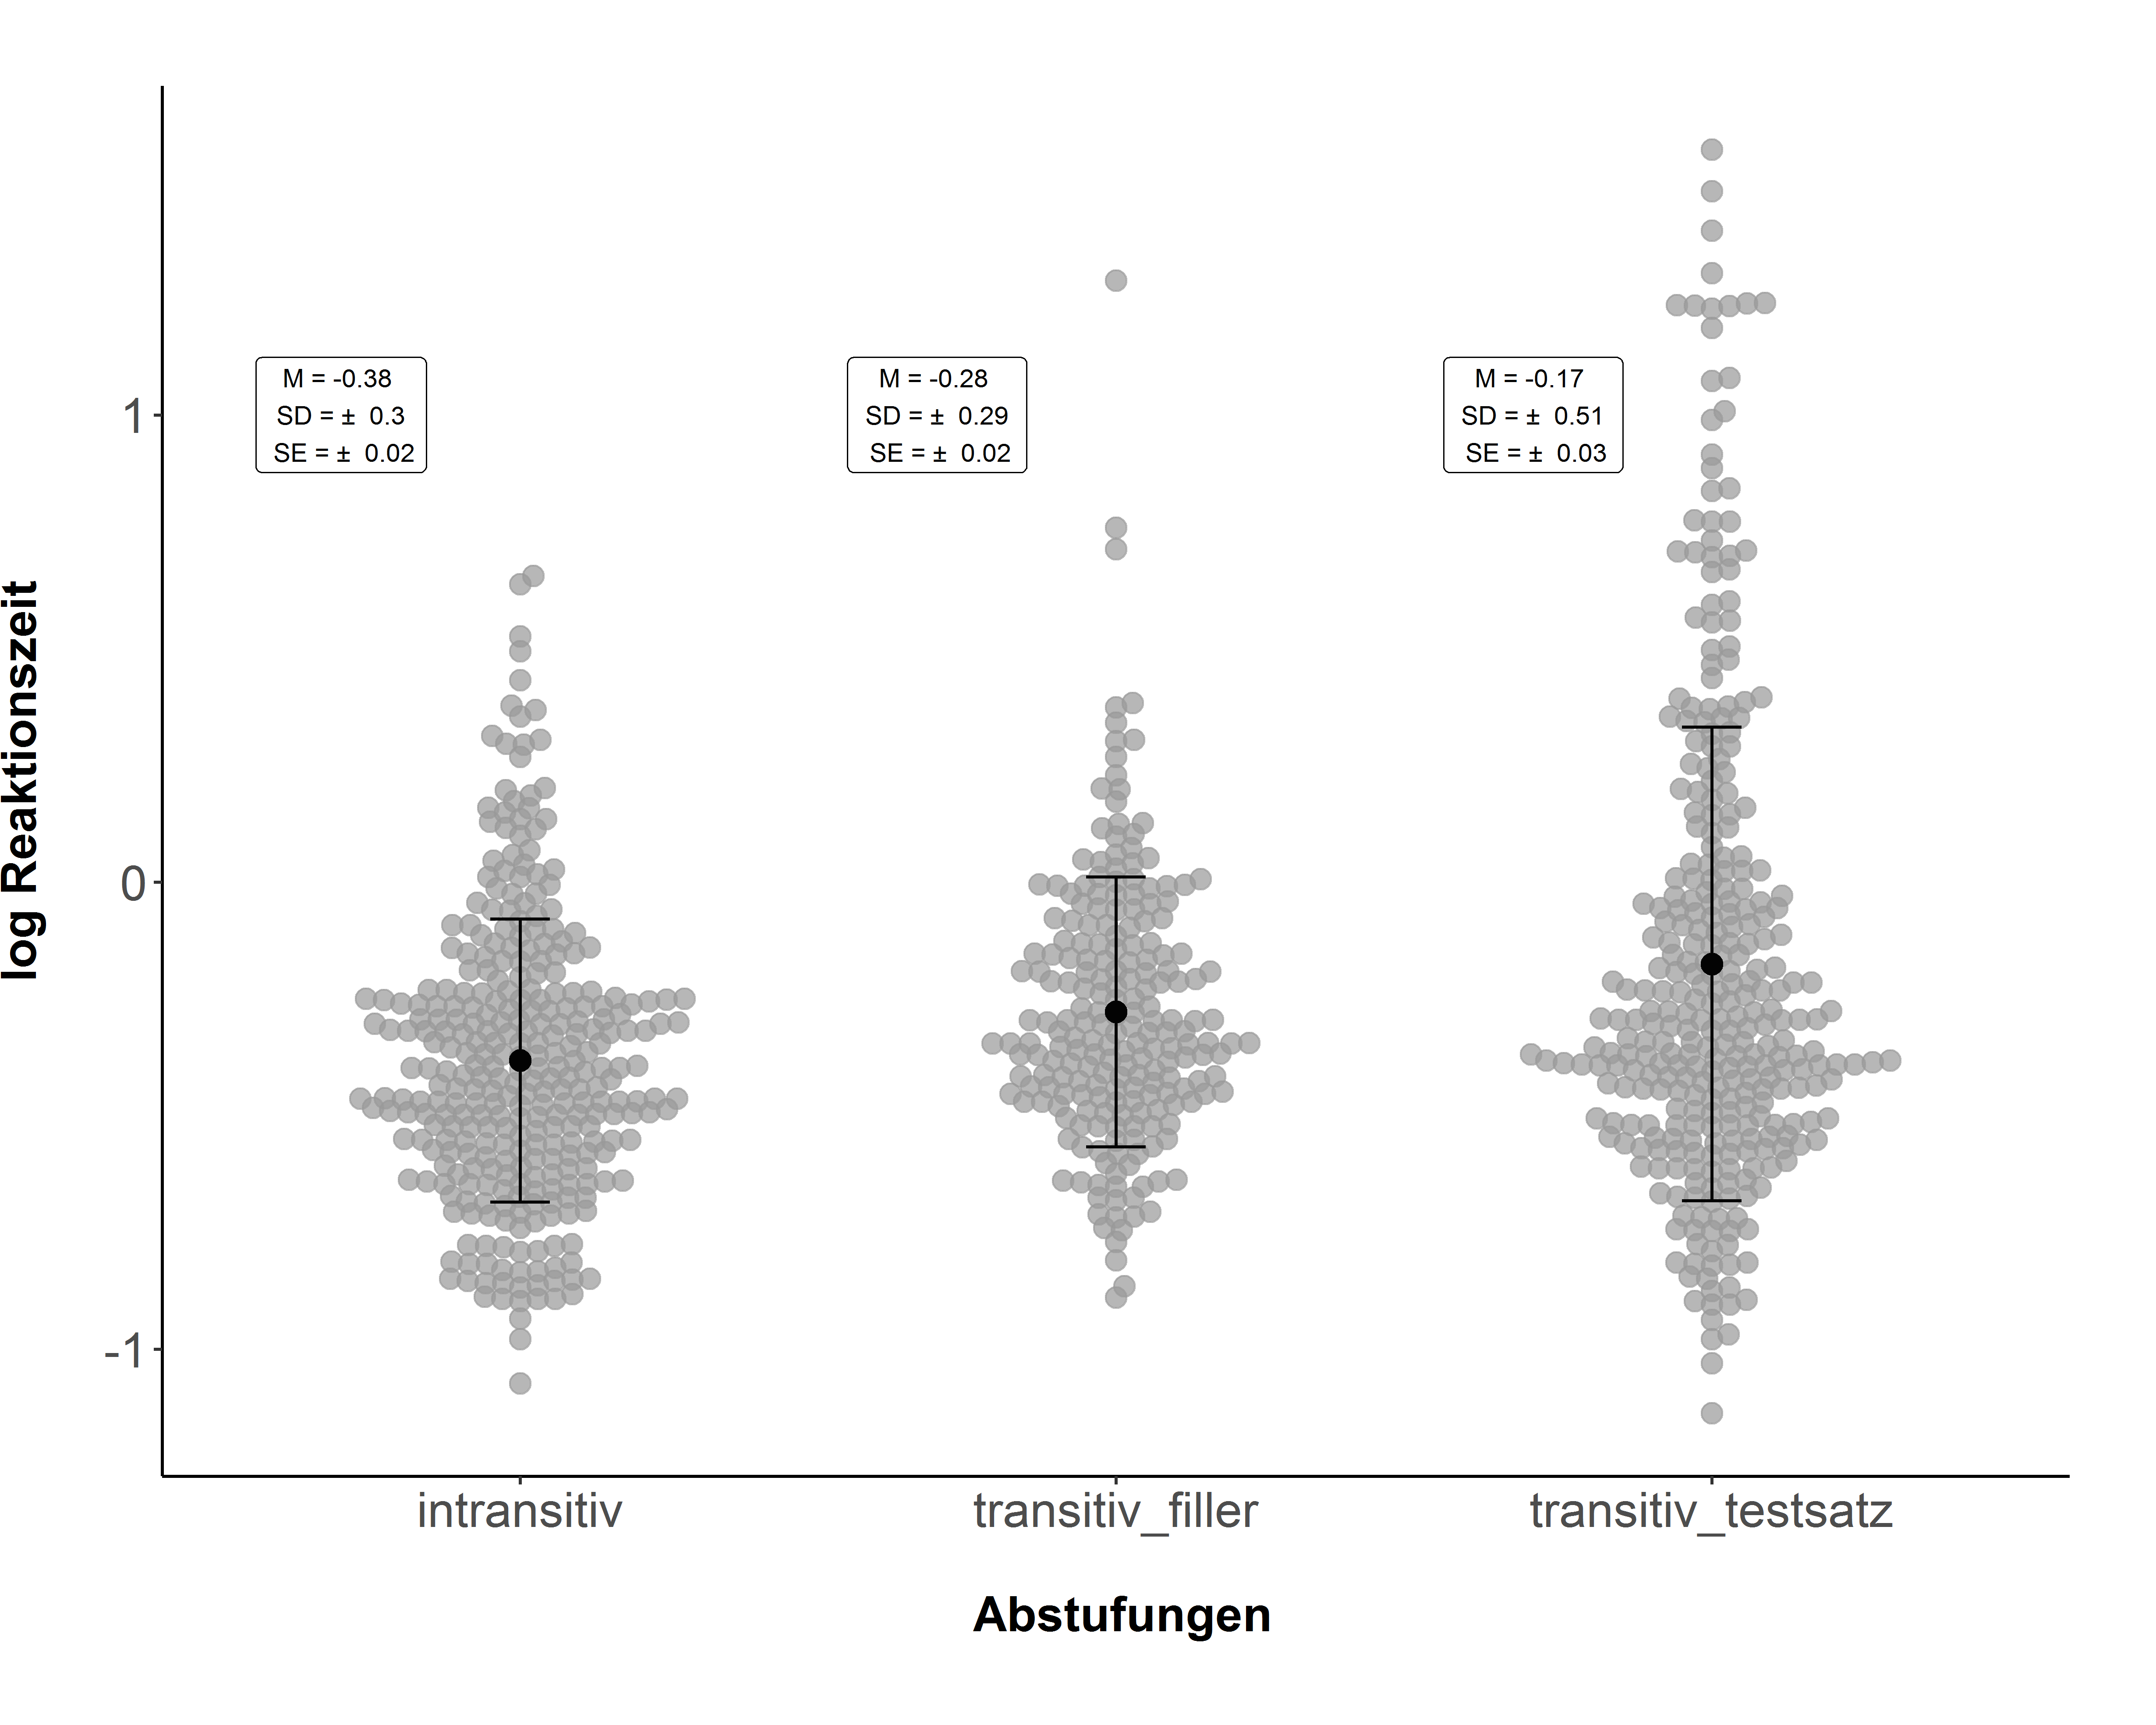 log Reaktionszeit
1
0
-1
M = -0.38
SD = ± 0.3
SE = ± 0.02
M = -0.28
SD = ± 0.29
SE = ± 0.02
M = -0.17
SD = ± 0.51
SE = ± 0.03
intransitiv
transitiv_filler
transitiv_testsatz
Abstufungen